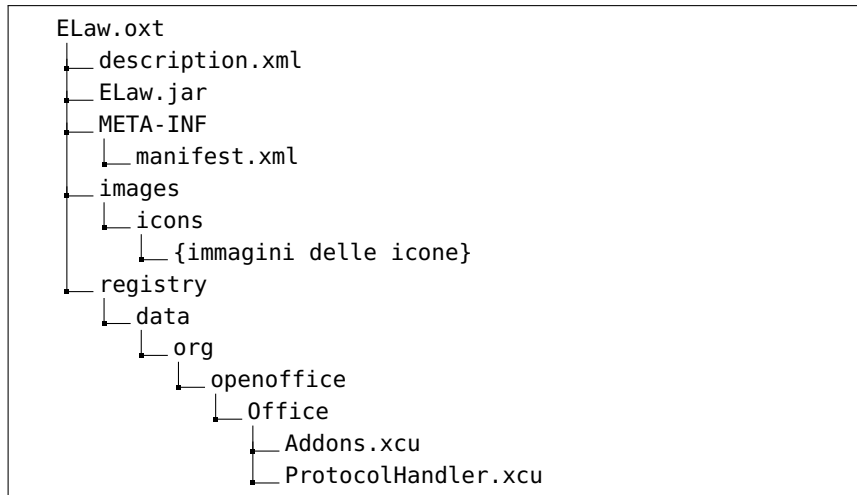 ELaw.oxt
description.xml
ELaw.jar
META-INF
manifest.xml
images
icons
{immagini delle icone}
registry
data
org
openoffice
Office
Addons.xcu
ProtocolHandler.xcu